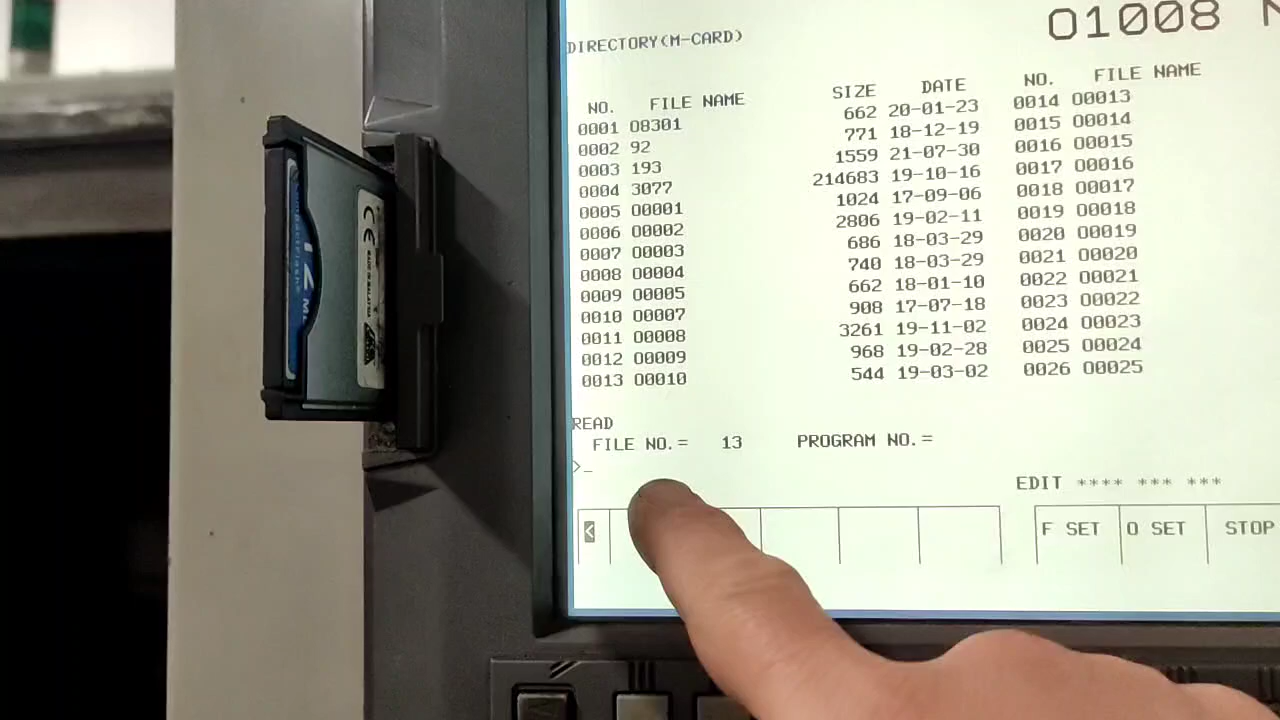 O1008 N
DIRECTORY(M-CARD)
NO. FILE NAME SIZE DATE NO. FILE NAME
0001 O8301 662 20-01-23 0014 O0013
0002 92 771 18-12-19 0015 O0014
0003 193 1559 21-07-30 0016 O0015
0004 3077 214683 19-10-16 0017 O0016
0005 O0001 1024 17-09-06 0018 O0017
0006 O0002 2806 19-02-11 0019 O0018
0007 O0003 686 18-03-29 0020 O0019
0008 O0004 740 18-03-29 0021 O0020
0009 O0005 662 18-01-10 0022 O0021
0010 O0007 908 17-07-18 0023 O0022
0011 O0008 3261 19-11-02 0024 O0023
0012 O0009 968 19-02-28 0025 O0024
0013 O0010 544 19-03-02 0026 O0025
READ
FILE NO.= 13 PROGRAM NO.=
>_
EDIT **** *** ***
< F SET O SET STOP
CE
MADE IN MALAYSIA
CompactFlash